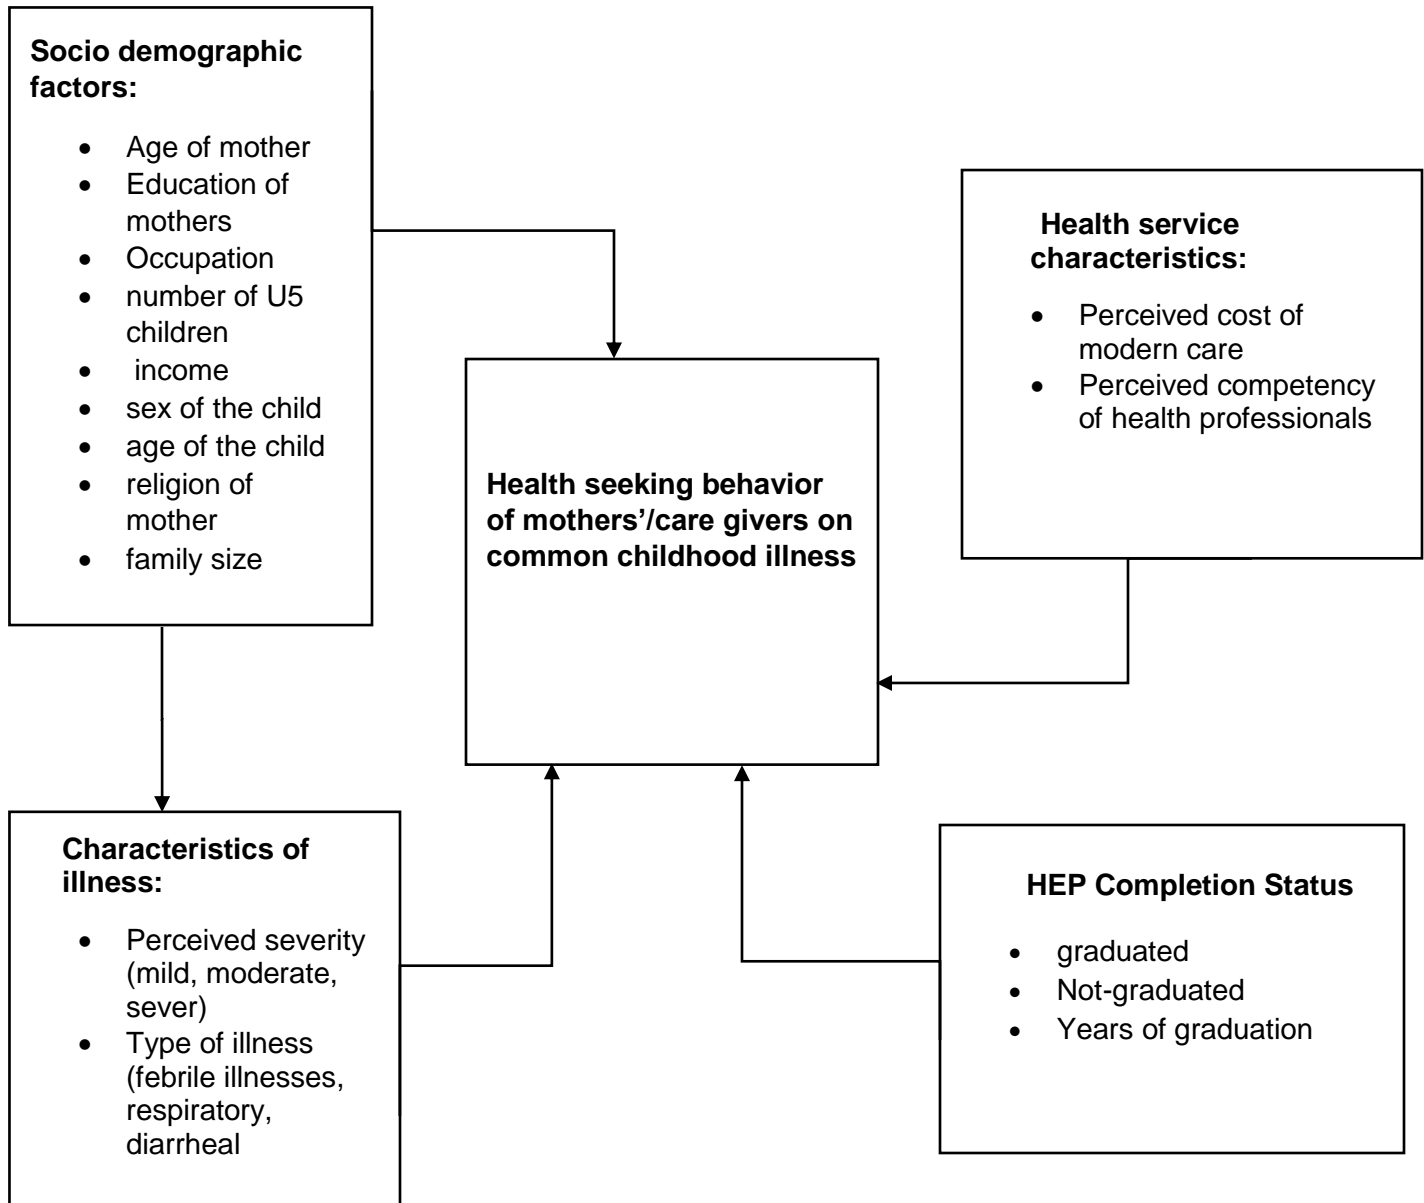 Socio demographic
factors:
• Age of mother
• Education of
mothers
• Occupation
• number of U5
children
• income
• sex of the child
• age of the child
• religion of
mother
• family size
Health service
characteristics:
• Perceived cost of
modern care
• Perceived competency
of health professionals
Health seeking behavior
of mothers’/care givers on
common childhood illness
Characteristics of
illness:
• Perceived severity
(mild, moderate,
sever)
• Type of illness
(febrile illnesses,
respiratory,
diarrheal
HEP Completion Status
• graduated
• Not-graduated
• Years of graduation